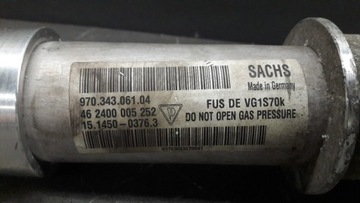 SACHS
Made in Germany
970.343.061.04
46 2400 005 252
15.1450-0376.3
FUS DE VG1S70k
DO NOT OPEN GAS PRESSURE